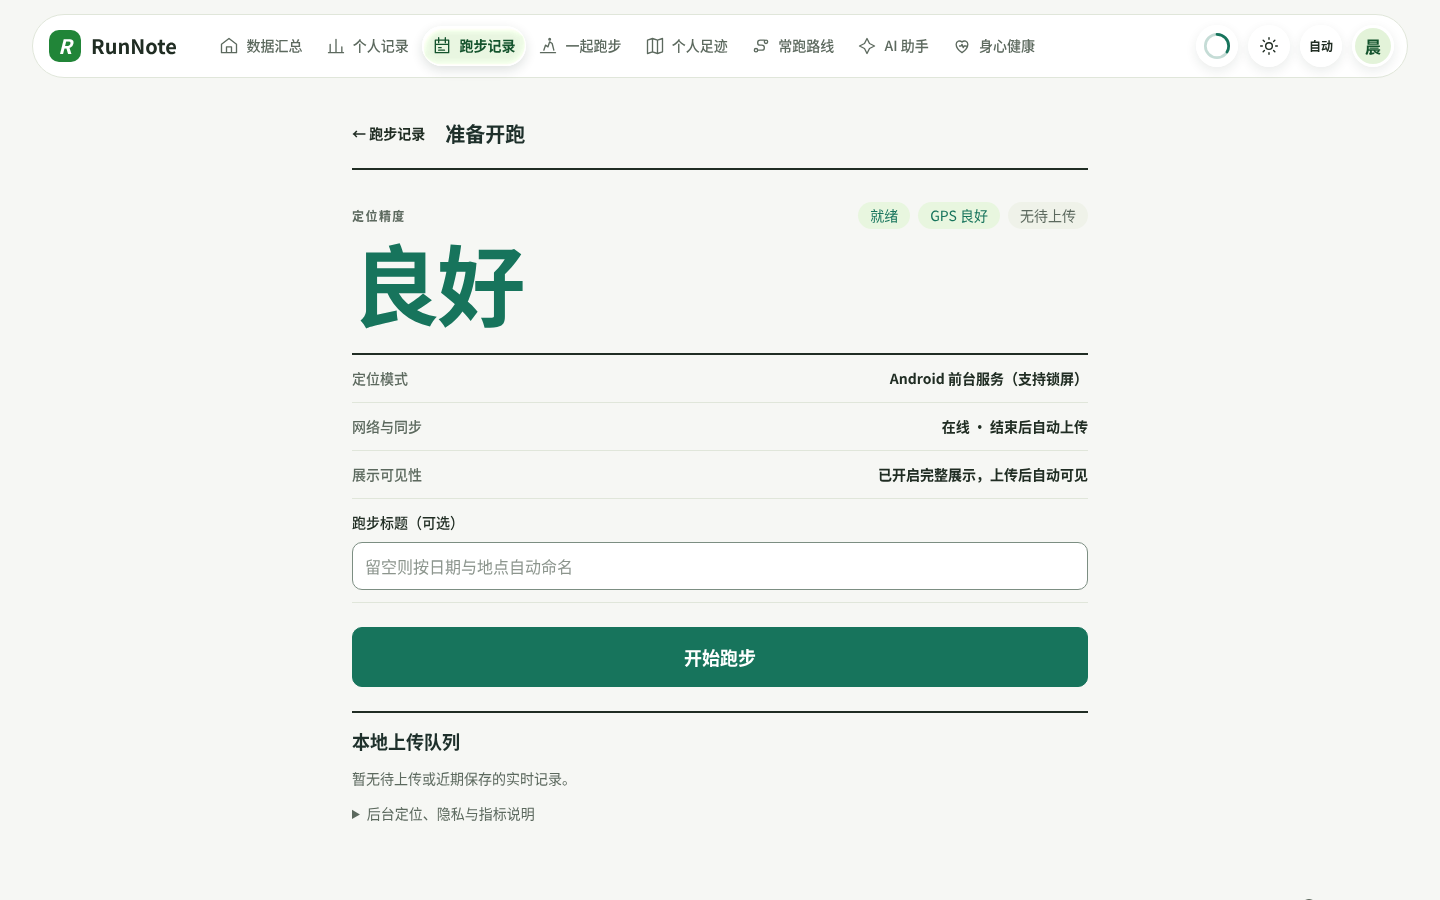 R RunNote 数据汇总 个人记录 跑步记录 一起跑步 个人足迹 常跑路线 AI 助手 身心健康 自动 晨
← 跑步记录 准备开跑
定位精度 就绪 GPS 良好 无待上传
良好
定位模式 Android 前台服务（支持锁屏）
网络与同步 在线 · 结束后自动上传
展示可见性 已开启完整展示，上传后自动可见
跑步标题（可选）
留空则按日期与地点自动命名
开始跑步
本地上传队列
暂无待上传或近期保存的实时记录。
▶ 后台定位、隐私与指标说明